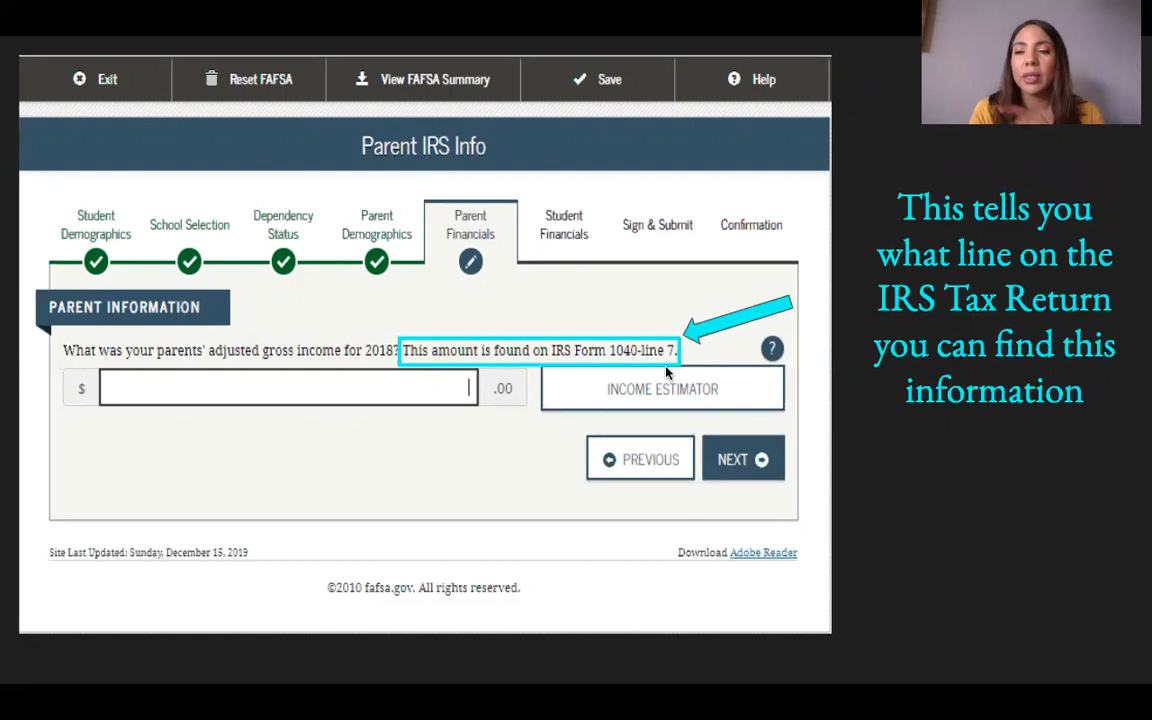 Exit Reset FAFSA View FAFSA Summary Save Help
Parent IRS Info
Student Demographics
School Selection
Dependency Status
Parent Demographics
Parent Financials
Student Financials
Sign & Submit
Confirmation
PARENT INFORMATION
What was your parents' adjusted gross income for 2018? This amount is found on IRS Form 1040-line 7. ?
$ .00 INCOME ESTIMATOR
PREVIOUS NEXT
Site Last Updated: Sunday, December 15, 2019 Download Adobe Reader
©2010 fafsa.gov. All rights reserved.
This tells you
what line on the
IRS Tax Return
you can find this
information